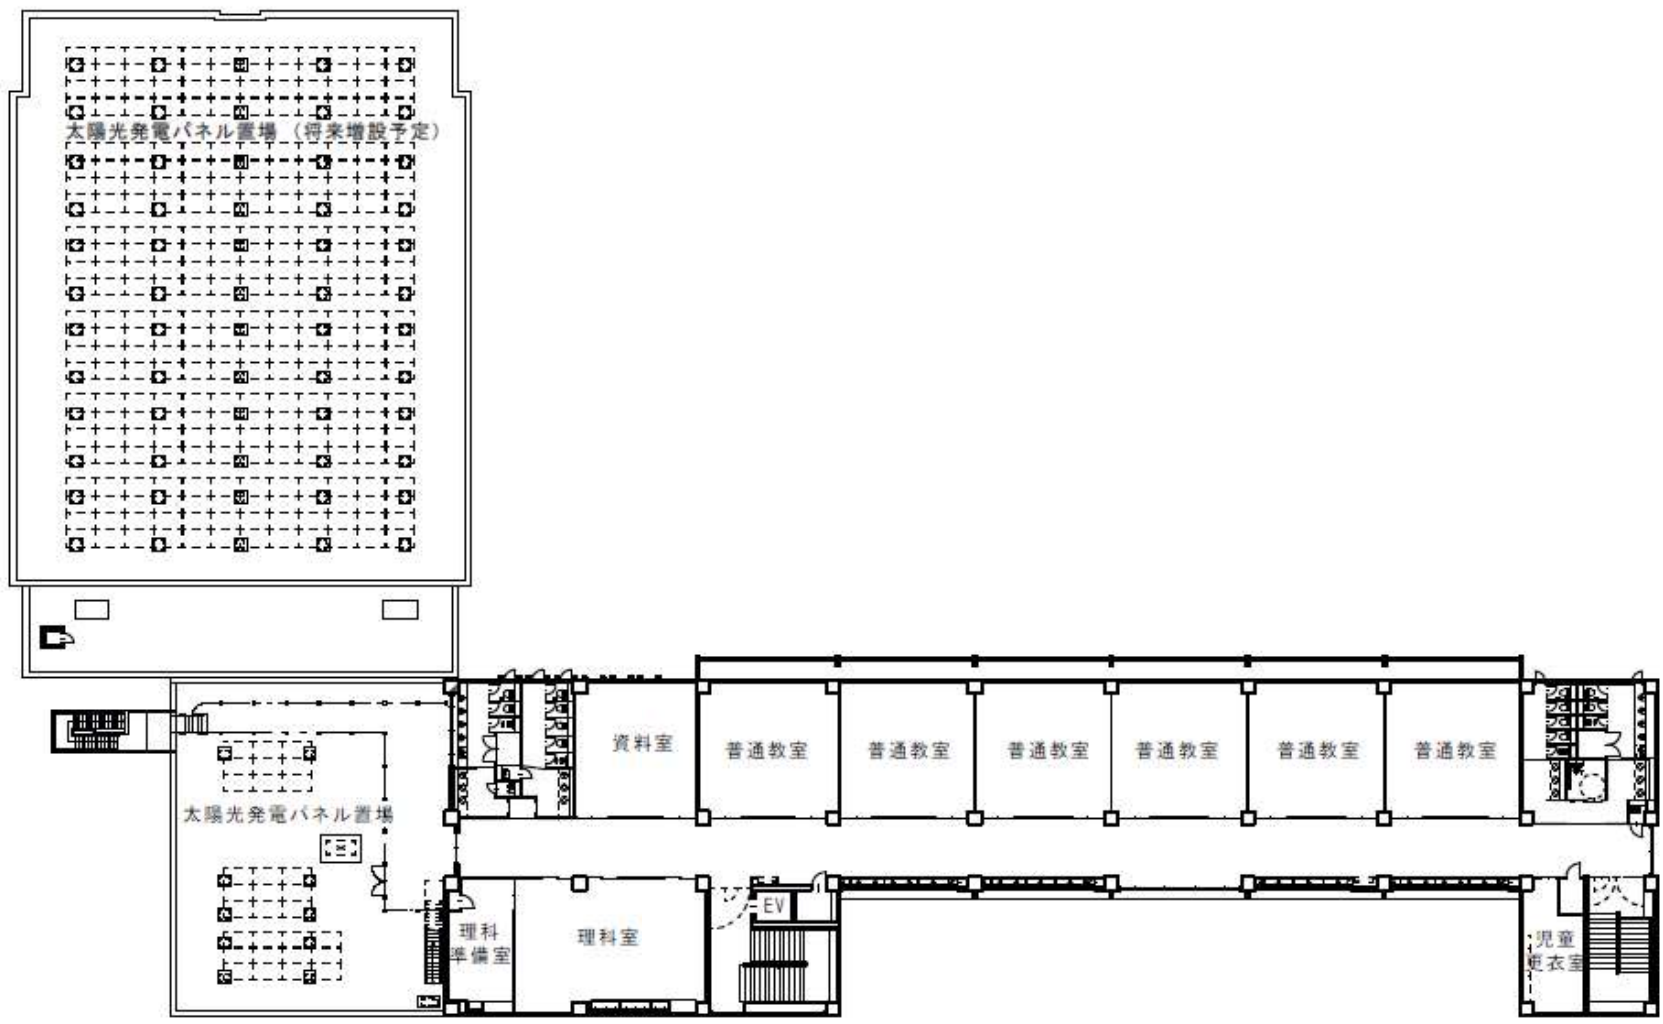 太陽光発電パネル置場（将来増設予定）
資料室
普通教室
普通教室
普通教室
普通教室
普通教室
普通教室
太陽光発電パネル置場
EV
理科
準備室
理科室
児童
更衣室